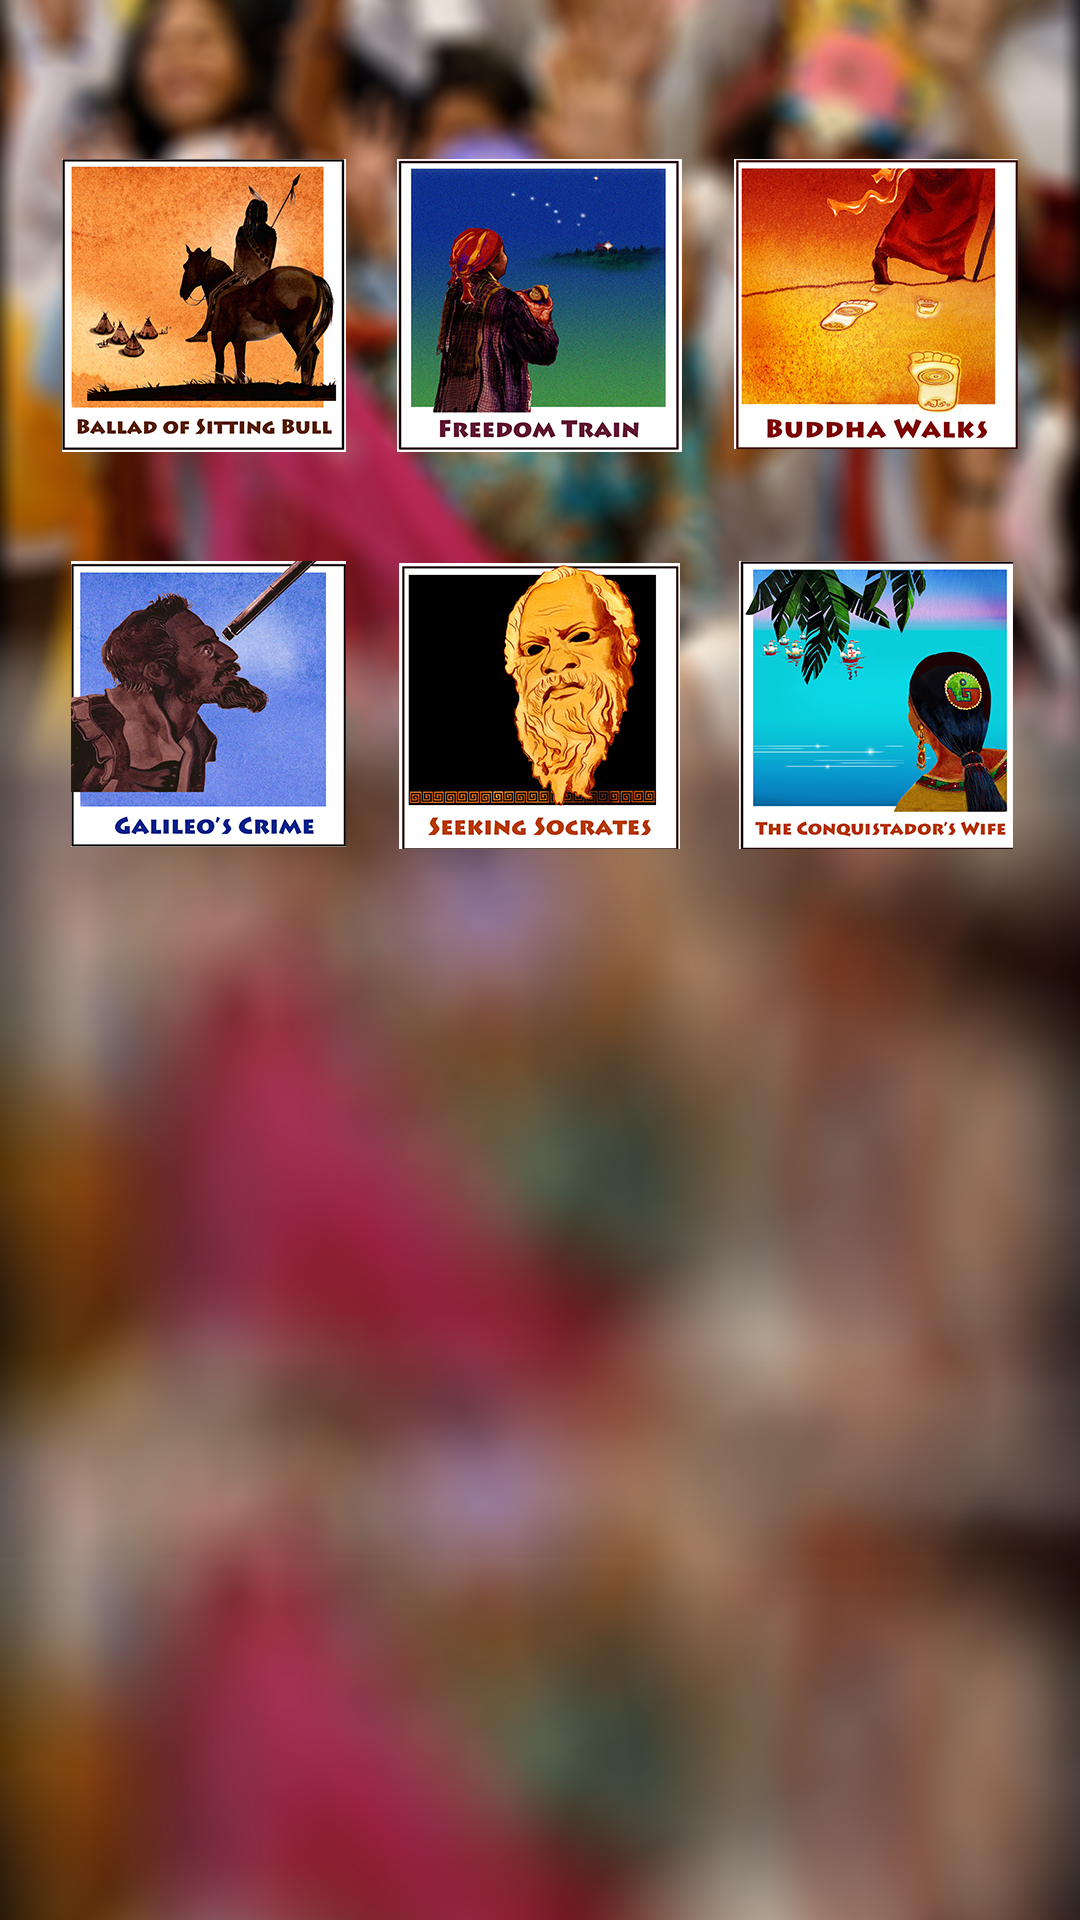 Ballad of Sitting Bull
Freedom Train
Buddha Walks
Galileo's Crime
Seeking Socrates
The Conquistador's Wife